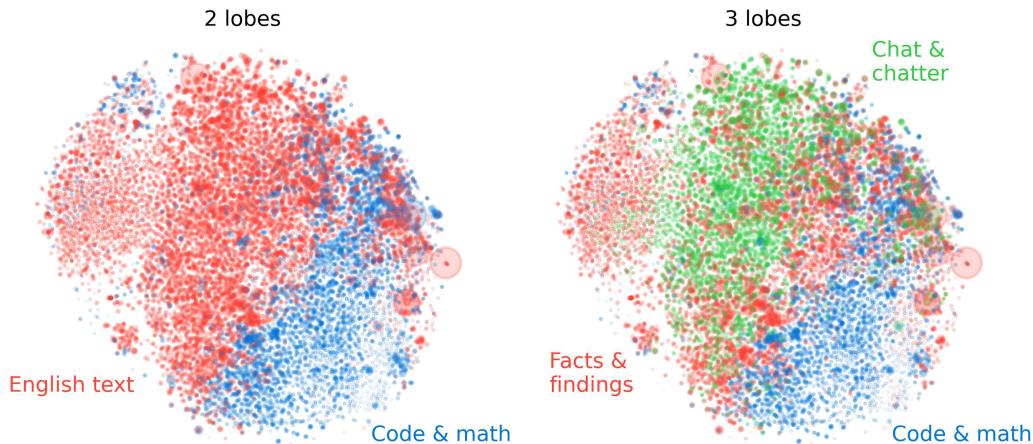 2 lobes
3 lobes
Chat &
chatter
English text
Facts &
findings
Code & math
Code & math